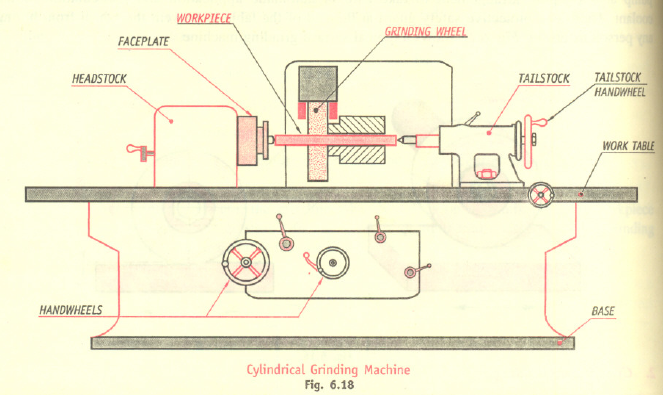 WORKPIECE
GRINDING WHEEL
FACEPLATE
HEADSTOCK
TAILSTOCK
TAILSTOCK
HANDWHEEL
WORK TABLE
HANDWHEELS
BASE
Cylindrical Grinding Machine
Fig. 6.18